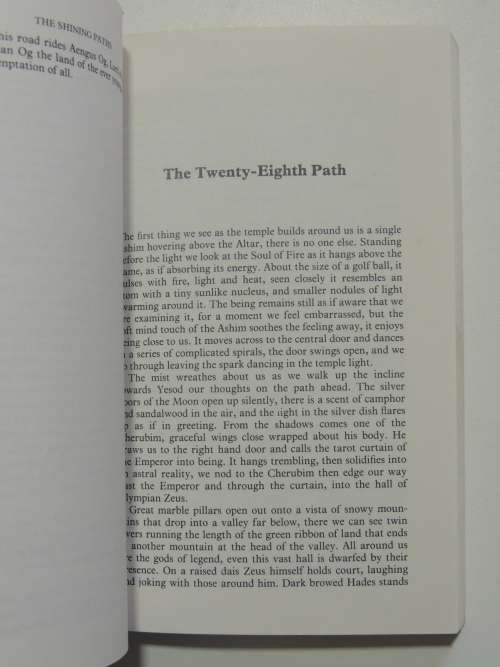 THE SHINING PATHS
his road rides Aengus Og, Lord
an Og the land of the ever
mptation of all.
The Twenty-Eighth Path
The first thing we see as the temple builds around us is a single
shim hovering above the Altar, there is no one else. Standing
efore the light we look at the Soul of Fire as it hangs above the
ame, as if absorbing its energy. About the size of a golf ball, it
ulses with fire, light and heat, seen closely it resembles an
tom with a tiny sunlike nucleus, and smaller nodules of light
warming around it. The being remains still as if aware that we
re examining it, for a moment we feel embarrassed, but the
oft mind touch of the Ashim soothes the feeling away, it enjoys
eing close to us. It moves across to the central door and dances
a series of complicated spirals, the door swings open, and we
o through leaving the spark dancing in the temple light.
The mist wreathes about us as we walk up the incline
owards Yesod our thoughts on the path ahead. The silver
oors of the Moon open up silently, there is a scent of camphor
nd sandalwood in the air, and the light in the silver dish flares
p as if in greeting. From the shadows comes one of the
herubim, graceful wings close wrapped about his body. He
raws us to the right hand door and calls the tarot curtain of
he Emperor into being. It hangs trembling, then solidifies into
astral reality, we nod to the Cherubim then edge our way
ast the Emperor and through the curtain, into the hall of
lympian Zeus.
Great marble pillars open out onto a vista of snowy moun-
ins that drop into a valley far below, there we can see twin
vers running the length of the green ribbon of land that ends
another mountain at the head of the valley. All around us
re the gods of legend, even this vast hall is dwarfed by their
resence. On a raised dais Zeus himself holds court, laughing
nd joking with those around him. Dark browed Hades stands